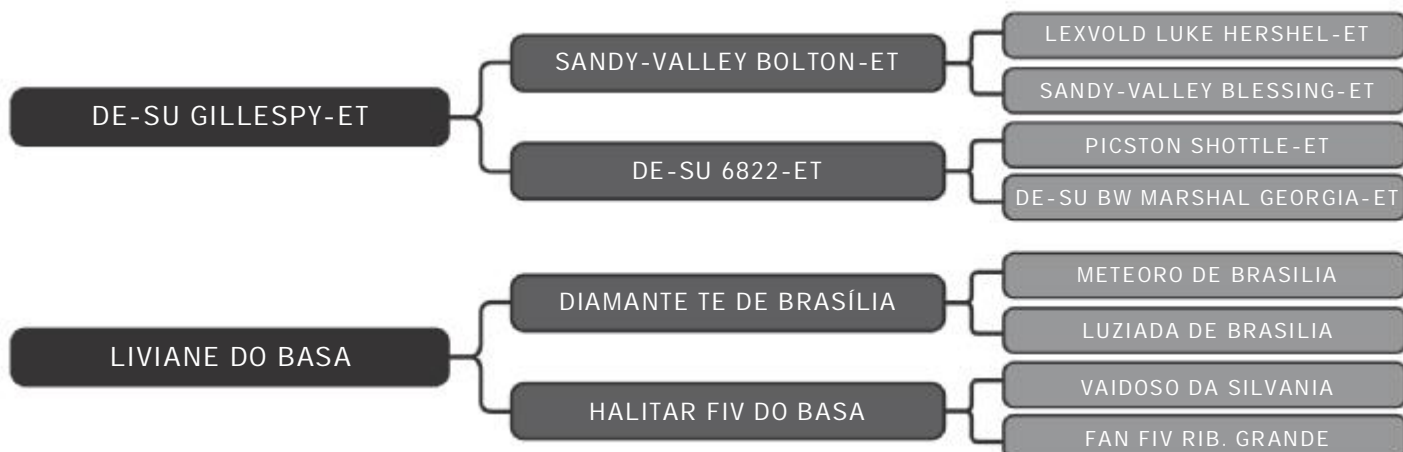 LEXVOLD LUKE HERSHEL-ET
SANDY-VALLEY BOLTON-ET
SANDY-VALLEY BLESSING-ET
DE-SU GILLESPY-ET
PICSTON SHOTTLE-ET
DE-SU 6822-ET
DE-SU BW MARSHAL GEORGIA-ET
METEORO DE BRASILIA
DIAMANTE TE DE BRASÍLIA
LUZIADA DE BRASILIA
LIVIANE DO BASA
VAIDOSO DA SILVANIA
HALITAR FIV DO BASA
FAN FIV RIB. GRANDE